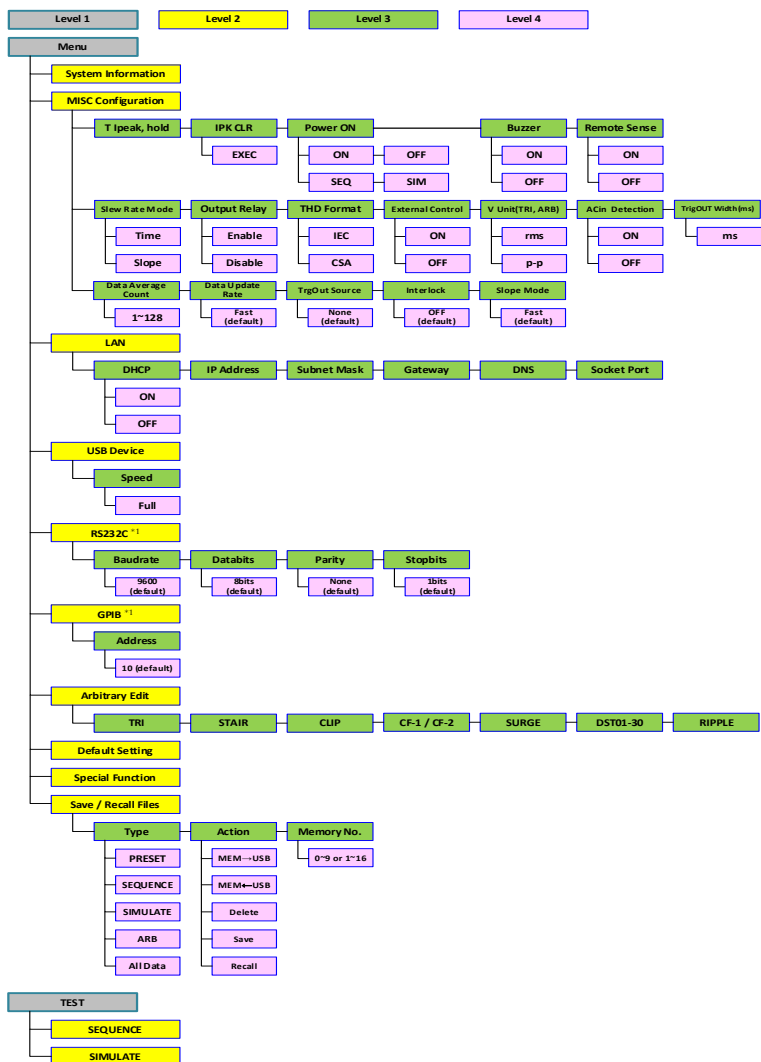 Level 1 Level 2 Level 3 Level 4
Menu
System Information
MISC Configuration
T Ipeak, hold IPK CLR Power ON Buzzer Remote Sense
EXEC ON OFF ON ON
SEQ SIM OFF OFF
Slew Rate Mode Output Relay THD Format External Control V Unit(TRI, ARB) ACin Detection TrigOUT Width(ms)
Time Enable IEC ON rms ON ms
Slope Disable CSA OFF p-p OFF
Data Average Count Data Update Rate TrgOut Source Interlock Slope Mode
1~128 Fast (default) None (default) OFF (default) Fast (default)
LAN
DHCP IP Address Subnet Mask Gateway DNS Socket Port
ON
OFF
USB Device
Speed
Full
RS232C *1
Baudrate Databits Parity Stopbits
9600 (default) 8bits (default) None (default) 1bits (default)
GPIB *1
Address
10 (default)
Arbitrary Edit
TRI STAIR CLIP CF-1 / CF-2 SURGE DST01-30 RIPPLE
Default Setting
Special Function
Save / Recall Files
Type Action Memory No.
PRESET MEM→USB 0~9 or 1~16
SEQUENCE MEM←USB
SIMULATE Delete
ARB Save
All Data Recall
TEST
SEQUENCE
SIMULATE